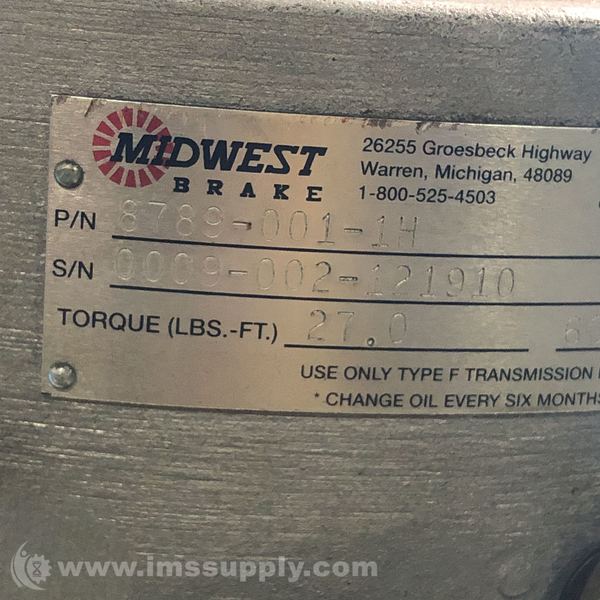 MIDWEST
BRAKE
26255 Groesbeck Highway
Warren, Michigan, 48089
1-800-525-4503
P/N 8789-001-1H
S/N 0009-002-121910
TORQUE (LBS.-FT.) 27.0
USE ONLY TYPE F TRANSMISSION
* CHANGE OIL EVERY SIX MONTHS
www.imssupply.com